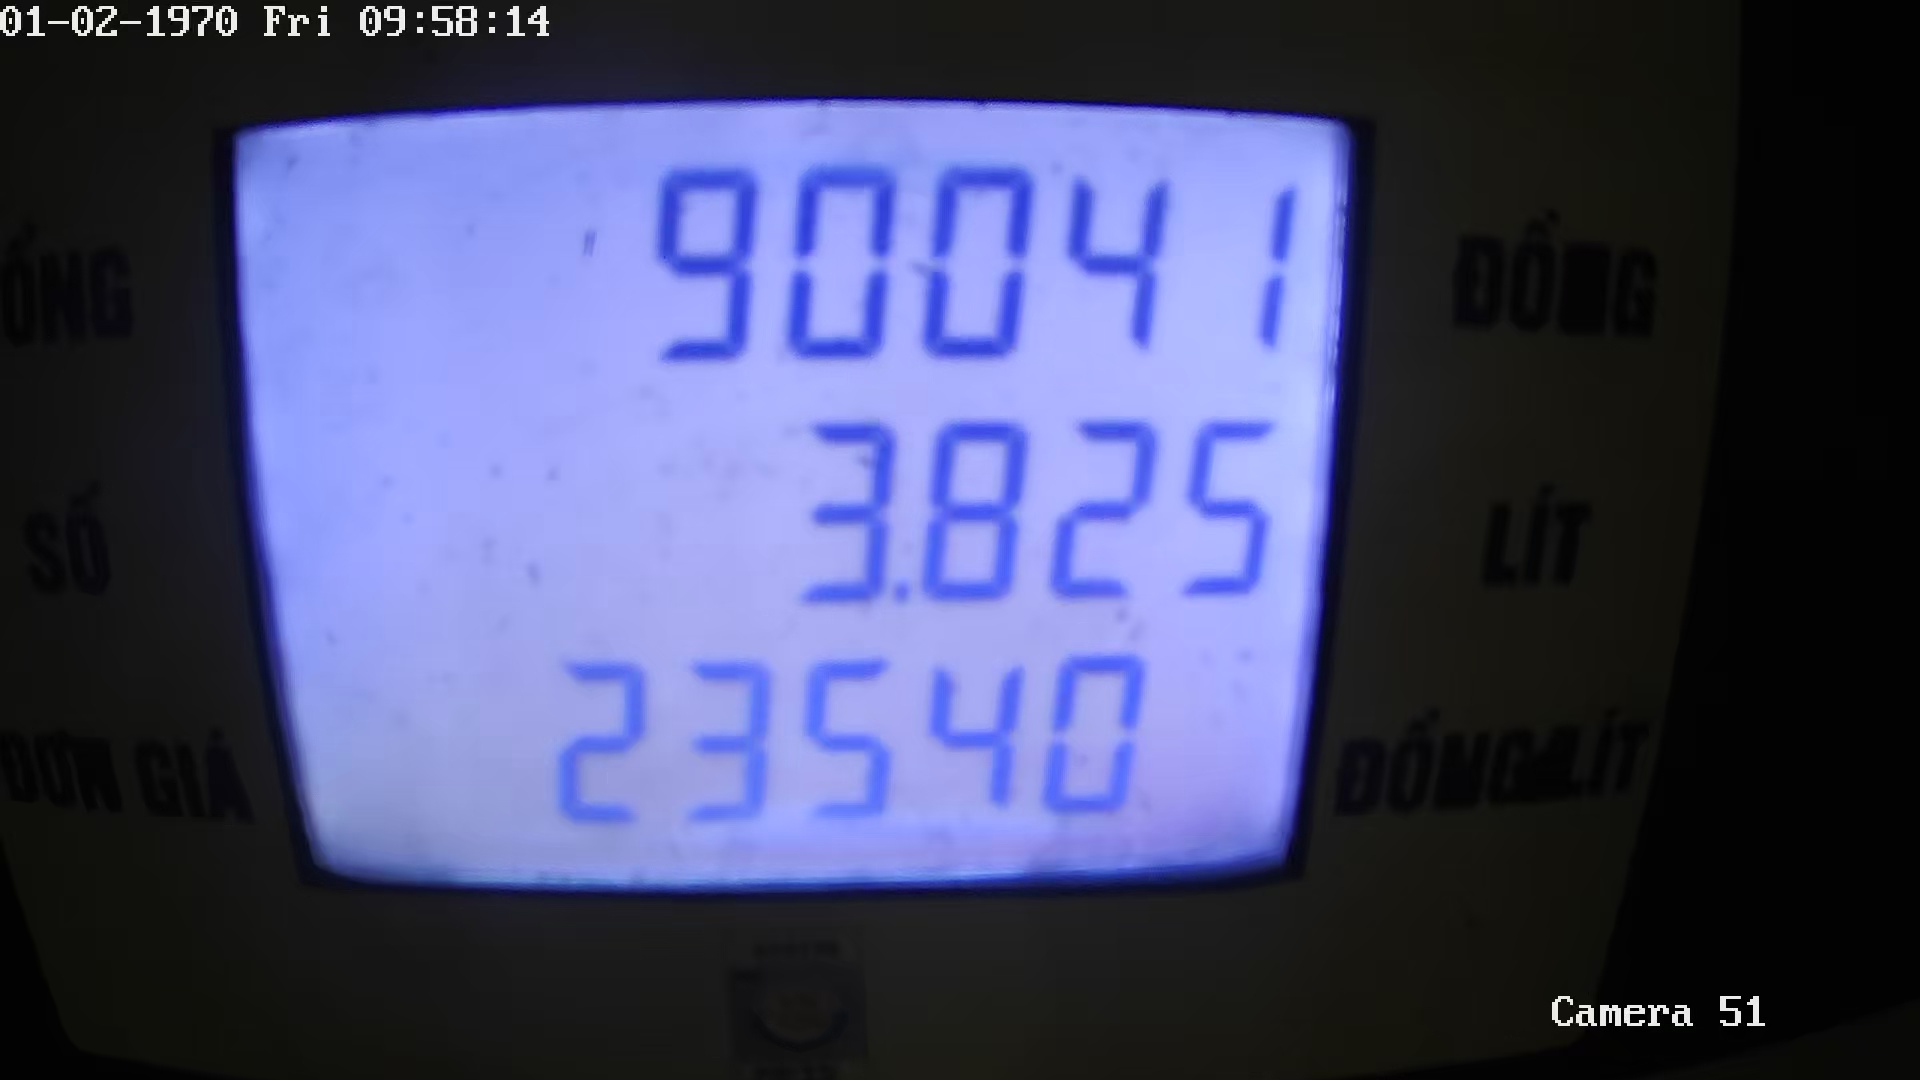 01-02-1970 Fri 09:58:14
90041
ĐỒNG
SỐ
3.825
LÍT
ĐƠN GIÁ
23540
ĐỒNG/LÍT
Camera 51